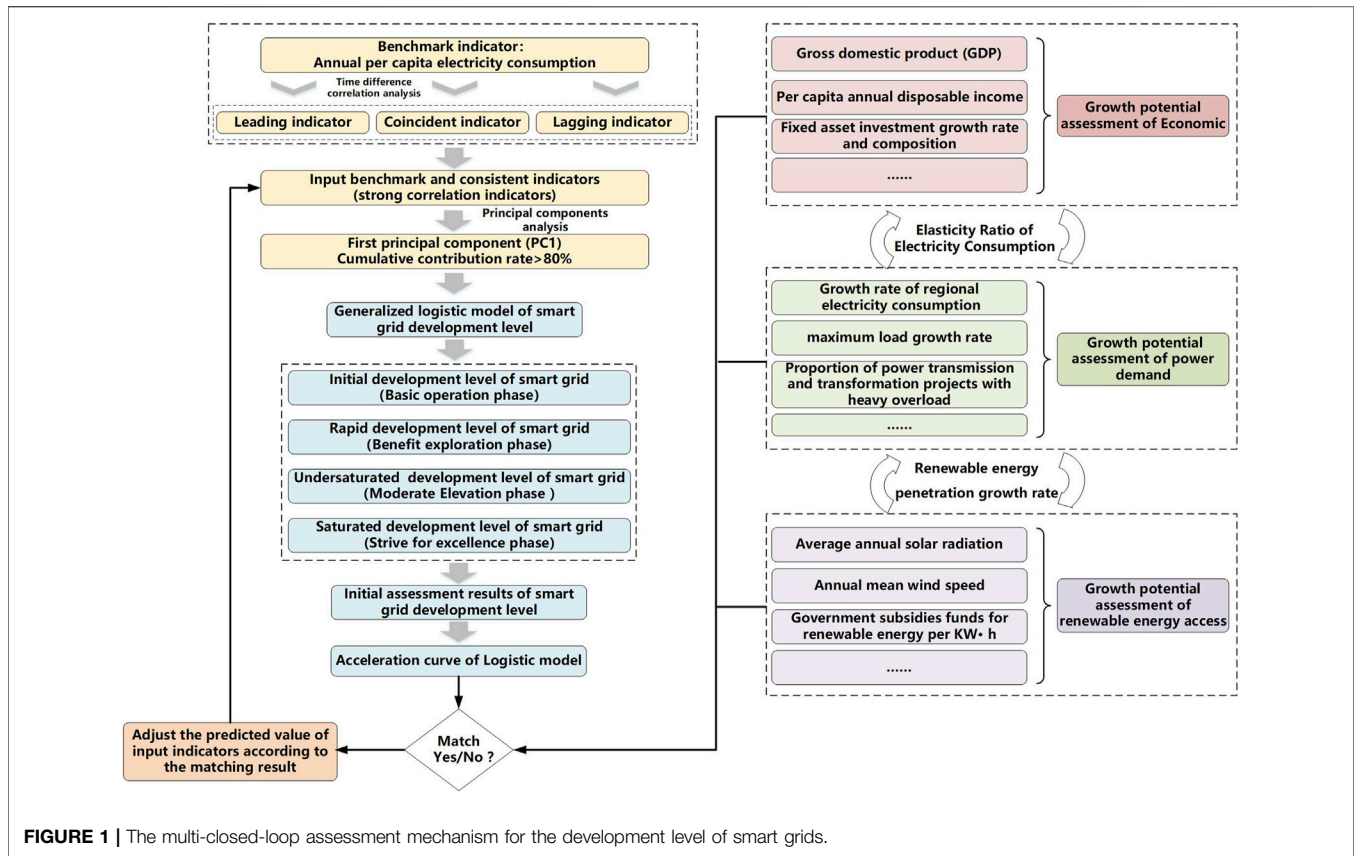 Benchmark indicator:
Annual per capita electricity consumption
Time difference
correlation analysis
Leading indicator
Coincident indicator
Lagging indicator
Input benchmark and consistent indicators
(strong correlation indicators)
Principal components
analysis
First principal component (PC1)
Cumulative contribution rate>80%
Generalized logistic model of smart
grid development level
Initial development level of smart grid
(Basic operation phase)
Rapid development level of smart grid
(Benefit exploration phase)
Undersaturated development level of smart grid
(Moderate Elevation phase )
Saturated development level of smart grid
(Strive for excellence phase)
Initial assessment results of smart
grid development level
Acceleration curve of Logistic model
Match
Yes/No ?
Adjust the predicted value of
input indicators according to
the matching result
Gross domestic product (GDP)
Per capita annual disposable income
Fixed asset investment growth rate
and composition
......
Growth potential
assessment of Economic
Elasticity Ratio of
Electricity Consumption
Growth rate of regional
electricity consumption
maximum load growth rate
Proportion of power transmission
and transformation projects with
heavy overload
......
Growth potential
assessment of power
demand
Renewable energy
penetration growth rate
Average annual solar radiation
Annual mean wind speed
Government subsidies funds for
renewable energy per KW· h
......
Growth potential
assessment of
renewable energy access
FIGURE 1 | The multi-closed-loop assessment mechanism for the development level of smart grids.